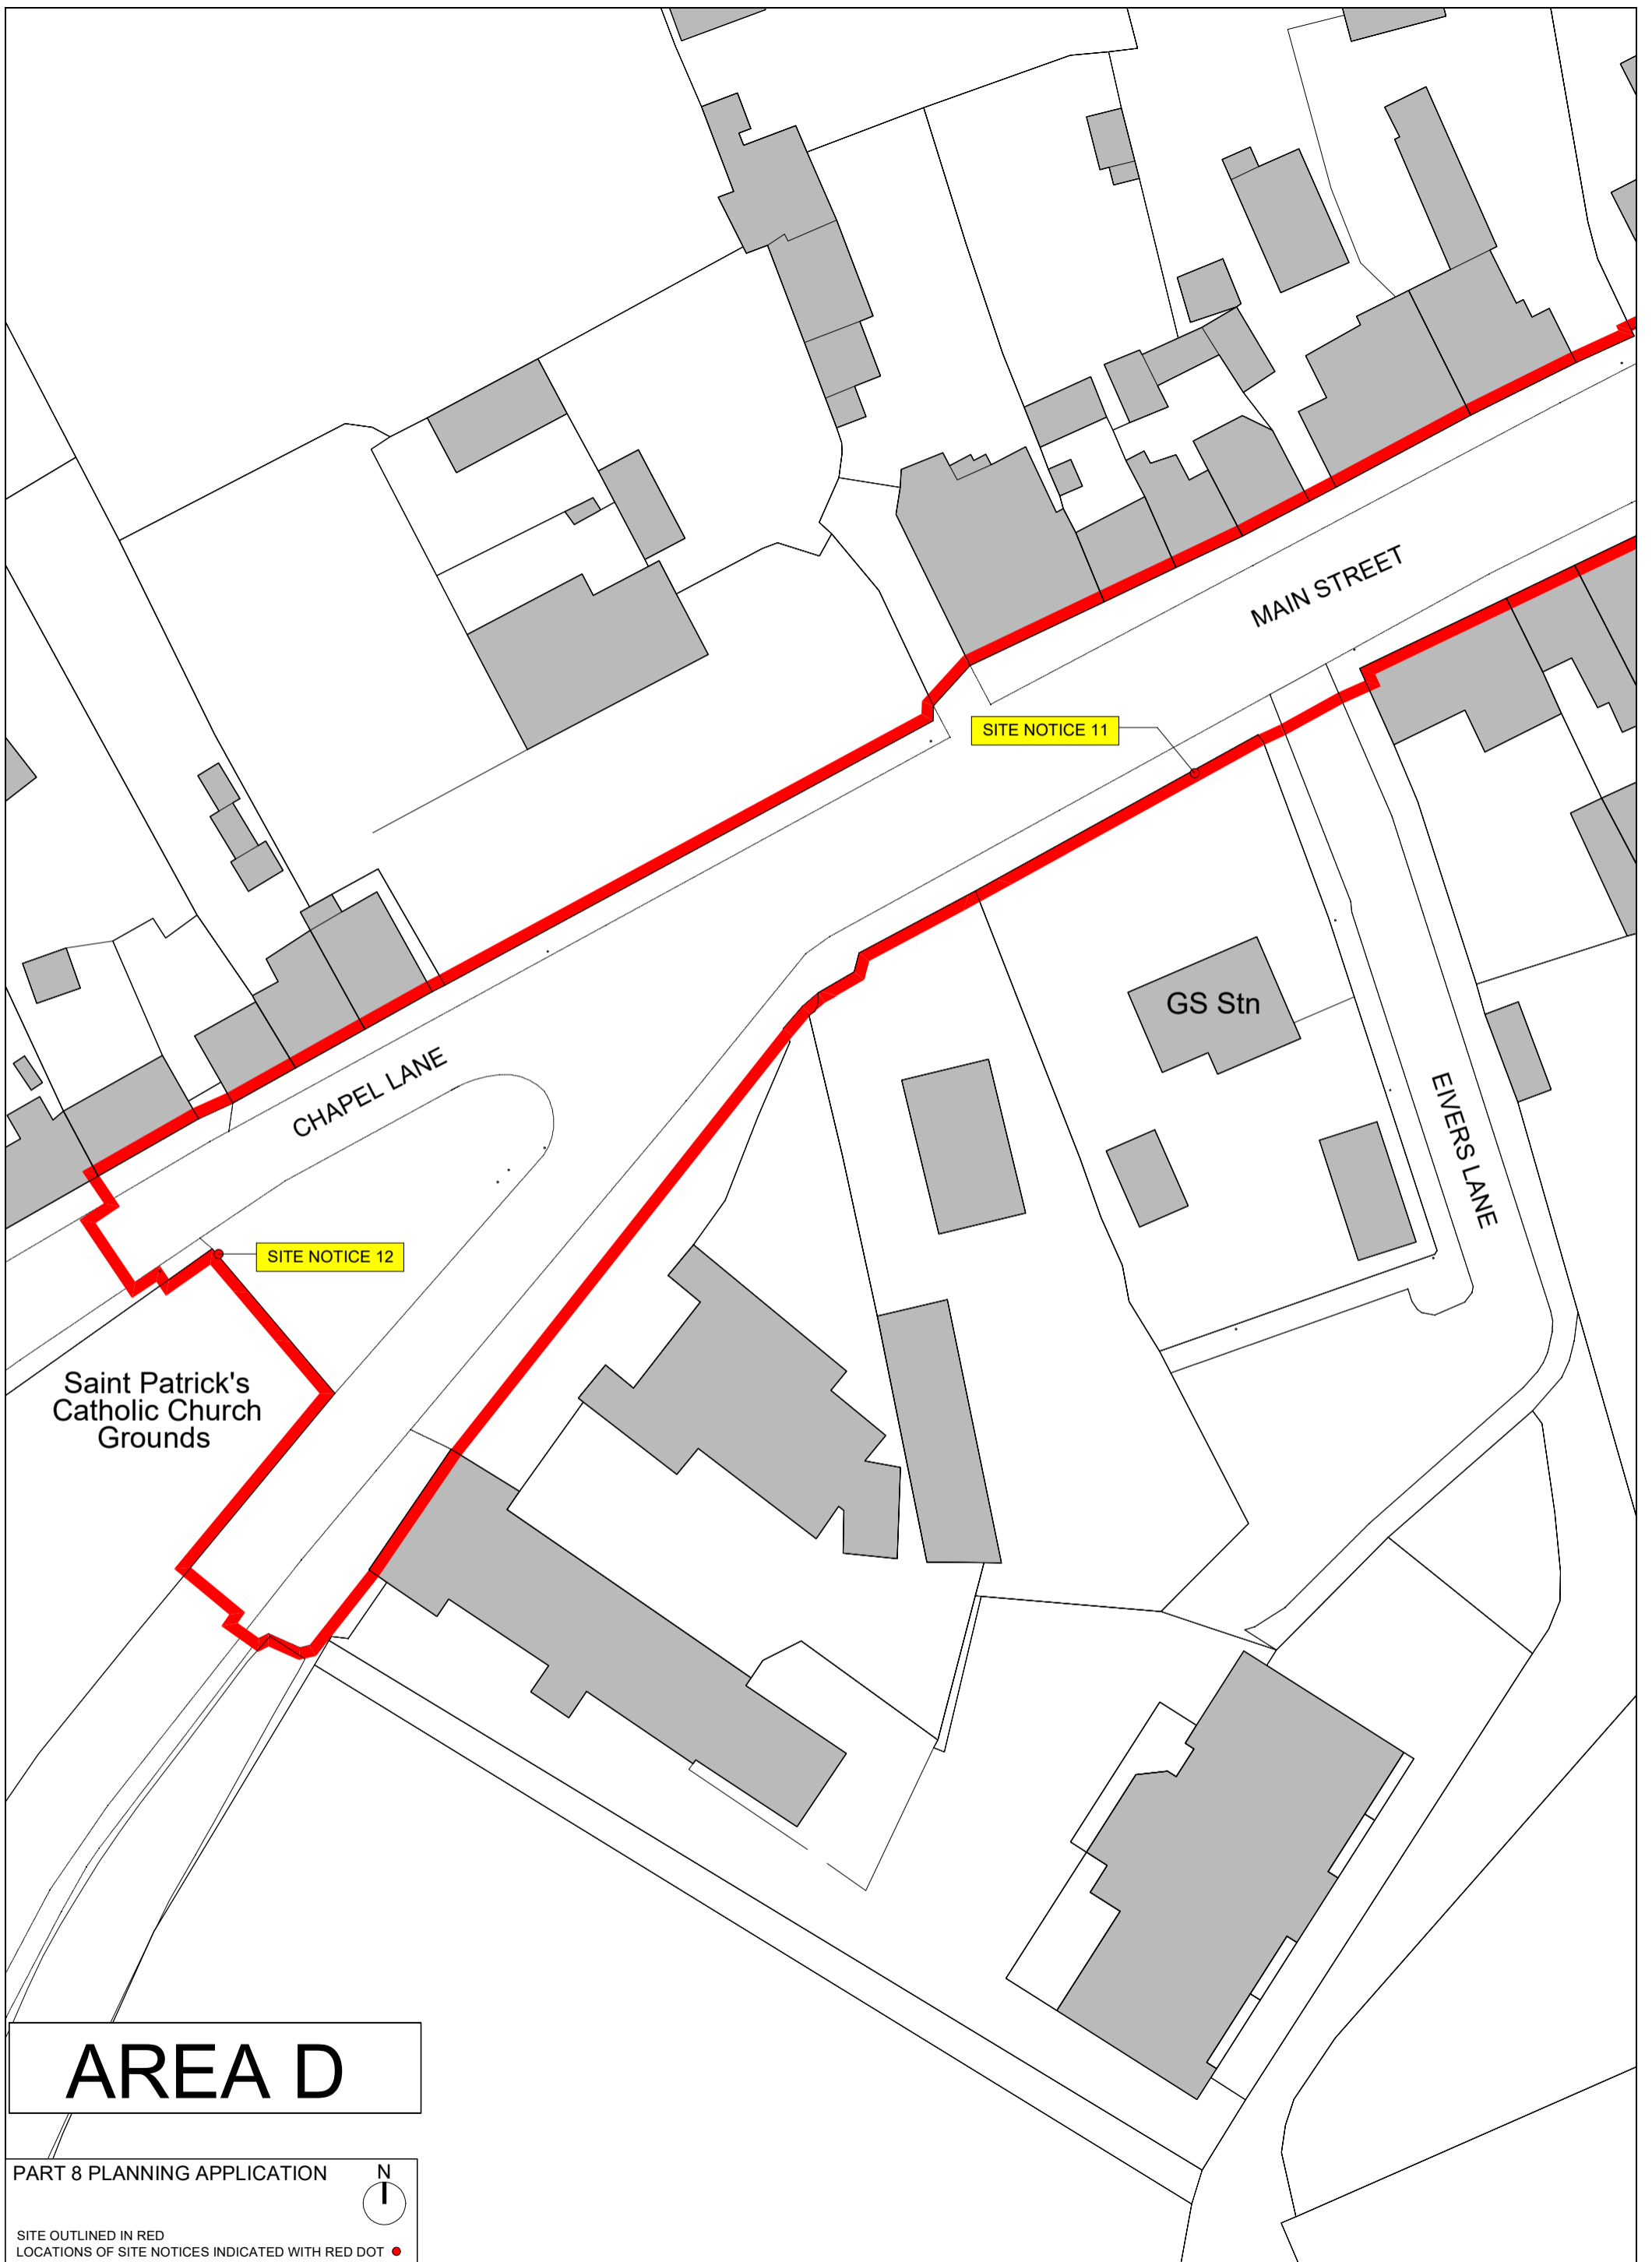 MAIN STREET
SITE NOTICE 11
GS Stn
CHAPEL LANE
EIVERS LANE
SITE NOTICE 12
Saint Patrick's
Catholic Church
Grounds
AREA D
PART 8 PLANNING APPLICATION
N
SITE OUTLINED IN RED
LOCATIONS OF SITE NOTICES INDICATED WITH RED DOT